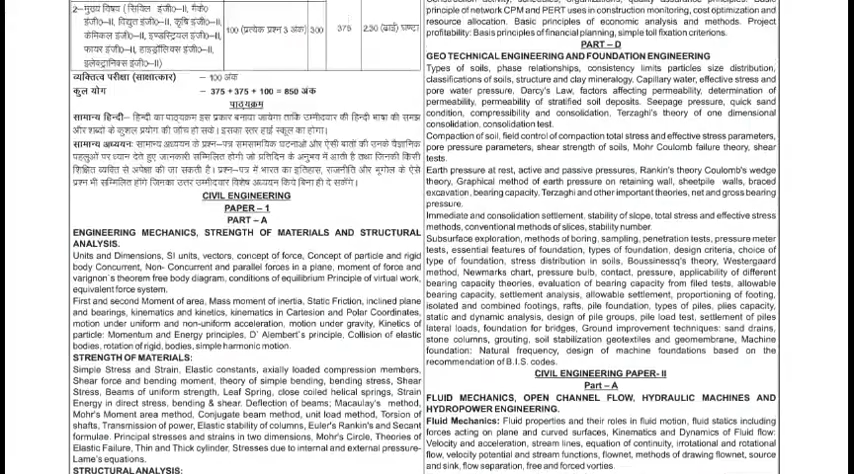 2–मुख्य विषय ( सिविल इंजी०–II, मैके०
इंजी०–II, विद्युत इंजी०–II, कृषि इंजी०–II,
केमिकल इंजी०–II, इण्डस्ट्रियल इंजी०–II,
फायर इंजी०–II, हाइड्रॉलिक्स इंजी०–II,
इलेक्ट्रानिक्स इंजी०–II)
100 (प्रत्येक प्रश्न 3 अंक) 300
375
2.30 (ढाई) घण्टा
व्यक्तित्व परीक्षा (साक्षात्कार) – 100 अंक
कुल योग – 375 + 375 + 100 = 850 अंक
पाठ्यक्रम
सामान्य हिन्दी– हिन्दी का पाठ्यक्रम इस प्रकार बनाया जायेगा ताकि उम्मीदवार की हिन्दी भाषा की समझ
और शब्दों के कुशल प्रयोग की जाँच हो सके। इसका स्तर हाई स्कूल का होगा।
सामान्य अध्ययन: सामान्य अध्ययन के प्रश्न–पत्र समसामयिक घटनाओं और ऐसी बातों की उनके वैज्ञानिक
पहलुओं पर ध्यान देते हुए जानकारी सम्मिलित होगी जो प्रतिदिन के अनुभव में आती है तथा जिनकी किसी
शिक्षित व्यक्ति से अपेक्षा की जा सकती है। प्रश्न–पत्र में भारत का इतिहास, राजनीति और भूगोल के ऐसे
प्रश्न भी सम्मिलित होंगे जिनका उत्तर उम्मीदवार विशेष अध्ययन किये बिना ही दे सकेंगे।
CIVIL ENGINEERING
PAPER – 1
PART – A
ENGINEERING MECHANICS, STRENGTH OF MATERIALS AND STRUCTURAL
ANALYSIS.
Units and Dimensions, SI units, vectors, concept of force, Concept of particle and rigid
body Concurrent, Non- Concurrent and parallel forces in a plane, moment of force and
varignon's theorem free body diagram, conditions of equilibrium Principle of virtual work,
equivalent force system.
First and second Moment of area, Mass moment of inertia, Static Friction, inclined plane
and bearings, kinematics and kinetics, kinematics in Cartesion and Polar Coordinates,
motion under uniform and non-uniform acceleration, motion under gravity, Kinetics of
particle: Momentum and Energy principles, D' Alembert's principle, Collision of elastic
bodies, rotation of rigid, bodies, simple harmonic motion.
STRENGTH OF MATERIALS:
Simple Stress and Strain, Elastic constants, axially loaded compression members,
Shear force and bending moment, theory of simple bending, bending stress, Shear
Stress, Beams of uniform strength, Leaf Spring, close coiled helical springs, Strain
Energy in direct stress, bending & shear. Deflection of beams; Macaulay's method,
Mohr's Moment area method, Conjugate beam method, unit load method, Torsion of
shafts, Transmission of power, Elastic stability of columns, Euler's Rankin's and Secant
formulae. Principal stresses and strains in two dimensions, Mohr's Circle, Theories of
Elastic Failure, Thin and Thick cylinder, Stresses due to internal and external pressure-
Lame's equations.
STRUCTURAL ANALYSIS:
principle of network CPM and PERT uses in construction monitoring, cost optimization and
resource allocation. Basic principles of economic analysis and methods. Project
profitability: Basis principles of financial planning, simple toll fixation criterions.
PART – D
GEO TECHNICAL ENGINEERING AND FOUNDATION ENGINEERING
Types of soils, phase relationships, consistency limits particles size distribution,
classifications of soils, structure and clay mineralogy. Capillary water, effective stress and
pore water pressure, Darcy's Law, factors affecting permeability, determination of
permeability, permeability of stratified soil deposits. Seepage pressure, quick sand
condition, compressibility and consolidation, Terzaghi's theory of one dimensional
consolidation, consolidation test.
Compaction of soil, field control of compaction total stress and effective stress parameters,
pore pressure parameters, shear strength of soils, Mohr Coulomb failure theory, shear
tests.
Earth pressure at rest, active and passive pressures, Rankin's theory Coulomb's wedge
theory, Graphical method of earth pressure on retaining wall, sheetpile walls, braced
excavation, bearing capacity. Terzaghi and other important theories, net and gross bearing
pressure.
Immediate and consolidation settlement, stability of slope, total stress and effective stress
methods, conventional methods of slices, stability number.
Subsurface exploration, methods of boring, sampling, penetration tests, pressure meter
tests, essential features of foundation, types of foundation, design criteria, choice of
type of foundation, stress distribution in soils, Boussinessq's theory, Westergaard
method, Newmarks chart, pressure bulb, contact, pressure, applicability of different
bearing capacity theories, evaluation of bearing capacity from filed tests, allowable
bearing capacity, settlement analysis, allowable settlement, proportioning of footing,
isolated and combined footings, rafts, pile foundation, types of piles, plies capacity,
static and dynamic analysis, design of pile groups, pile load test, settlement of piles
lateral loads, foundation for bridges, Ground improvement techniques: sand drains,
stone columns, grouting, soil stabilization geotextiles and geomembrane, Machine
foundation: Natural frequency, design of machine foundations based on the
recommendation of B.I.S. codes.
CIVIL ENGINEERING PAPER- II
Part – A
FLUID MECHANICS, OPEN CHANNEL FLOW, HYDRAULIC MACHINES AND
HYDROPOWER ENGINEERING.
Fluid Mechanics: Fluid properties and their roles in fluid motion, fluid statics including
forces acting on plane and curved surfaces, Kinematics and Dynamics of Fluid flow:
Velocity and acceleration, stream lines, equation of continuity, irrotational and rotational
flow, velocity potential and stream functions, flownet, methods of drawing flownet, source
and sink, flow separation, free and forced vorties.